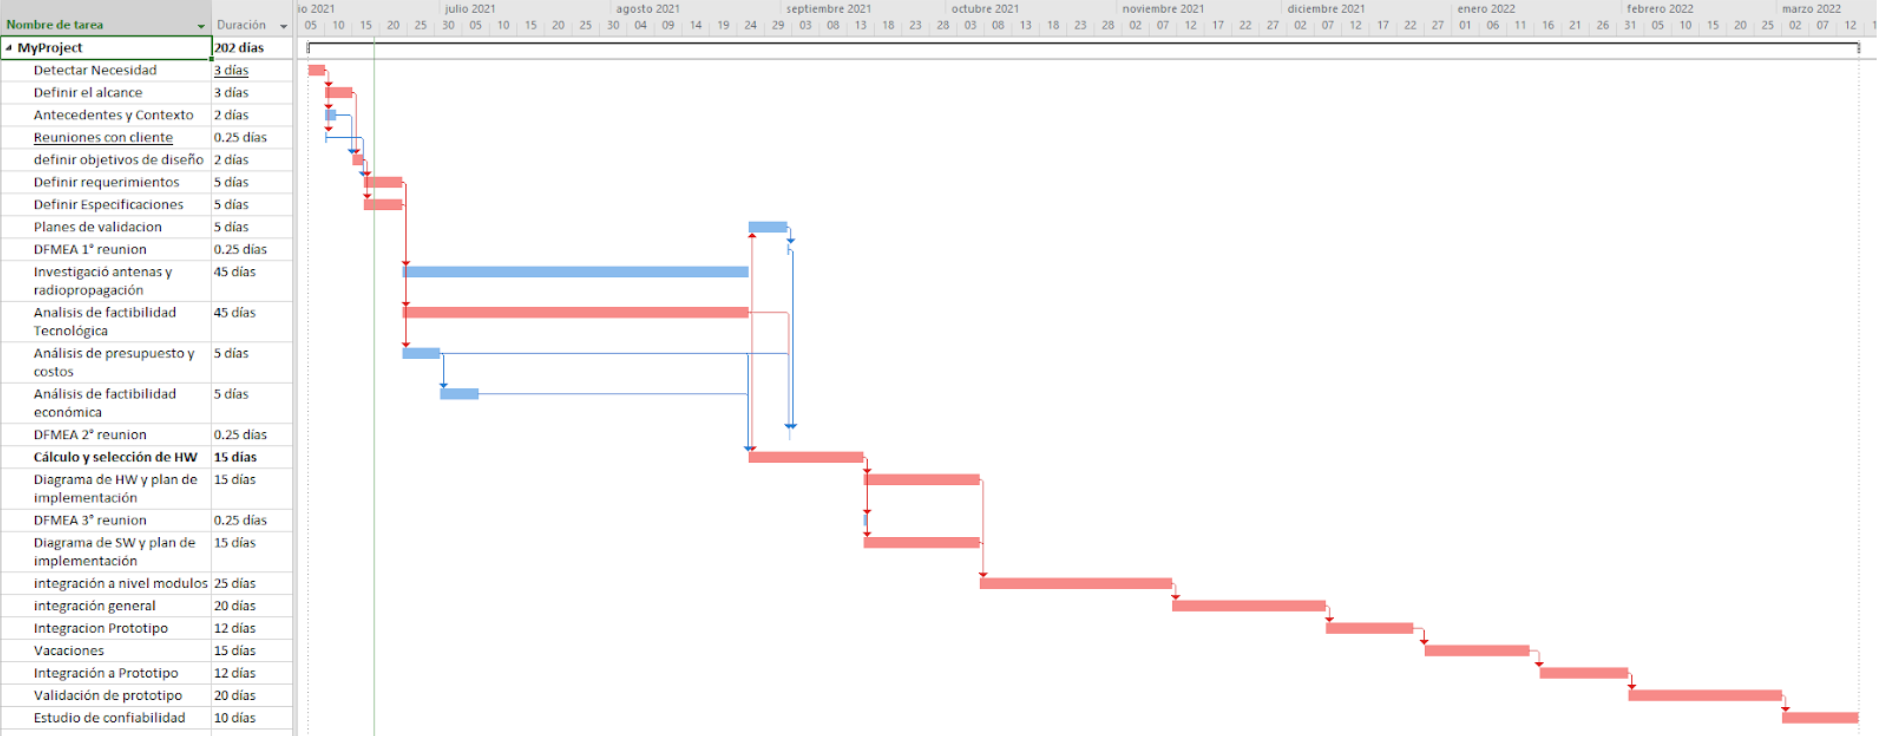 io 2021 julio 2021 agosto 2021 septiembre 2021 octubre 2021 noviembre 2021 diciembre 2021 enero 2022 febrero 2022 marzo 2022
Nombre de tarea Duración 05 10 15 20 25 30 05 10 15 20 25 30 04 09 14 19 24 29 03 08 13 18 23 28 03 08 13 18 23 28 02 07 12 17 22 27 02 07 12 17 22 27 01 06 11 16 21 26 31 05 10 15 20 25 02 07 12 1
MyProject 202 días
Detectar Necesidad 3 días
Definir el alcance 3 días
Antecedentes y Contexto 2 días
Reuniones con cliente 0.25 días
definir objetivos de diseño 2 días
Definir requerimientos 5 días
Definir Especificaciones 5 días
Planes de validacion 5 días
DFMEA 1° reunion 0.25 días
Investigació antenas y 45 días
radiopropagación
Analisis de factibilidad 45 días
Tecnológica
Análisis de presupuesto y 5 días
costos
Análisis de factibilidad 5 días
económica
DFMEA 2° reunion 0.25 días
Cálculo y selección de HW 15 días
Diagrama de HW y plan de 15 días
implementación
DFMEA 3° reunion 0.25 días
Diagrama de SW y plan de 15 días
implementación
integración a nivel modulos 25 días
integración general 20 días
Integracion Prototipo 12 días
Vacaciones 15 días
Integración a Prototipo 12 días
Validación de prototipo 20 días
Estudio de confiabilidad 10 días